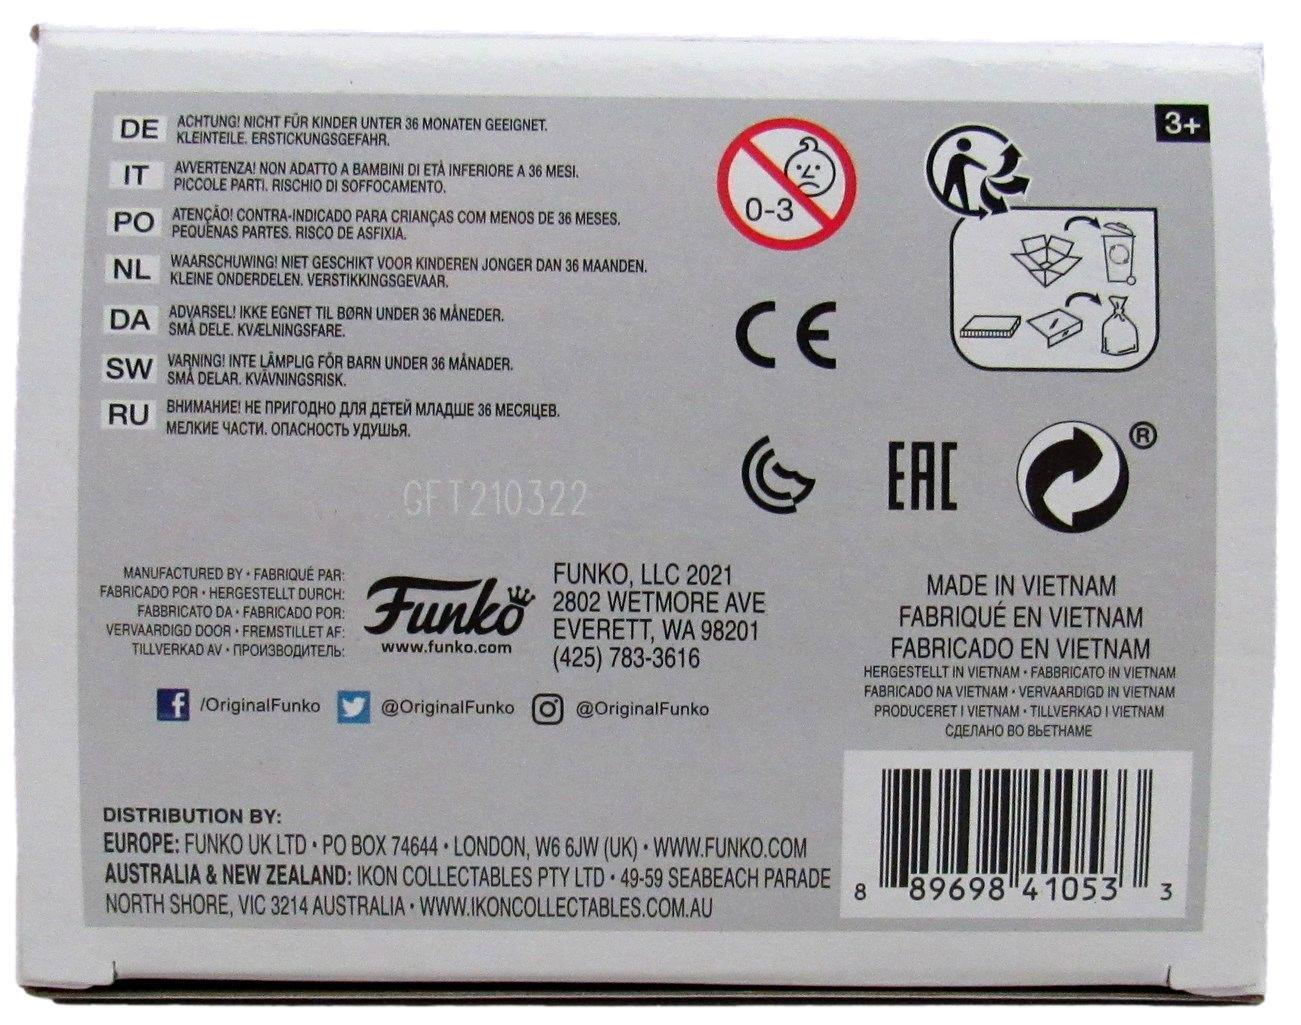 3+
DE ACHTUNG! NICHT FÜR KINDER UNTER 36 MONATEN GEEIGNET.
KLEINTEILE. ERSTICKUNGSGEFAHR.
IT AVVERTENZA! NON ADATTO A BAMBINI DI ETÀ INFERIORE A 36 MESI.
PICCOLE PARTI. RISCHIO DI SOFFOCAMENTO.
PO ATENÇÃO! CONTRA-INDICADO PARA CRIANÇAS COM MENOS DE 36 MESES.
PEQUENAS PARTES. RISCO DE ASFIXIA.
NL WAARSCHUWING! NIET GESCHIKT VOOR KINDEREN JONGER DAN 36 MAANDEN.
KLEINE ONDERDELEN. VERSTIKKINGSGEVAAR.
DA ADVARSEL! IKKE EGNET TIL BØRN UNDER 36 MÅNEDER.
SMÅ DELE. KVÆLNINGSFARE.
SW VARNING! INTE LÄMPLIG FÖR BARN UNDER 36 MÅNADER.
SMÅ DELAR. KVÄVNINGSRISK.
RU ВНИМАНИЕ! НЕ ПРИГОДНО ДЛЯ ДЕТЕЙ МЛАДШЕ 36 МЕСЯЦЕВ.
МЕЛКИЕ ЧАСТИ. ОПАСНОСТЬ УДУШЬЯ.
0-3
CE
EAC
®
GFT210322
MANUFACTURED BY • FABRIQUÉ PAR:
FABRICADO POR • HERGESTELLT DURCH:
FABBRICATO DA • FABRICADO POR:
VERVAARDIGD DOOR • FREMSTILLET AF:
TILLVERKAD AV • ПРОИЗВОДИТЕЛЬ:
Funko
www.funko.com
FUNKO, LLC 2021
2802 WETMORE AVE
EVERETT, WA 98201
(425) 783-3616
f /OriginalFunko @OriginalFunko @OriginalFunko
MADE IN VIETNAM
FABRIQUÉ EN VIETNAM
FABRICADO EN VIETNAM
HERGESTELLT IN VIETNAM • FABBRICATO IN VIETNAM
FABRICADO NA VIETNAM • VERVAARDIGD IN VIETNAM
PRODUCERET I VIETNAM • TILLVERKAD I VIETNAM
СДЕЛАНО ВО ВЬЕТНАМЕ
DISTRIBUTION BY:
EUROPE: FUNKO UK LTD • PO BOX 74644 • LONDON, W6 6JW (UK) • WWW.FUNKO.COM
AUSTRALIA & NEW ZEALAND: IKON COLLECTABLES PTY LTD • 49-59 SEABEACH PARADE
NORTH SHORE, VIC 3214 AUSTRALIA • WWW.IKONCOLLECTABLES.COM.AU
8 89698 41053 3